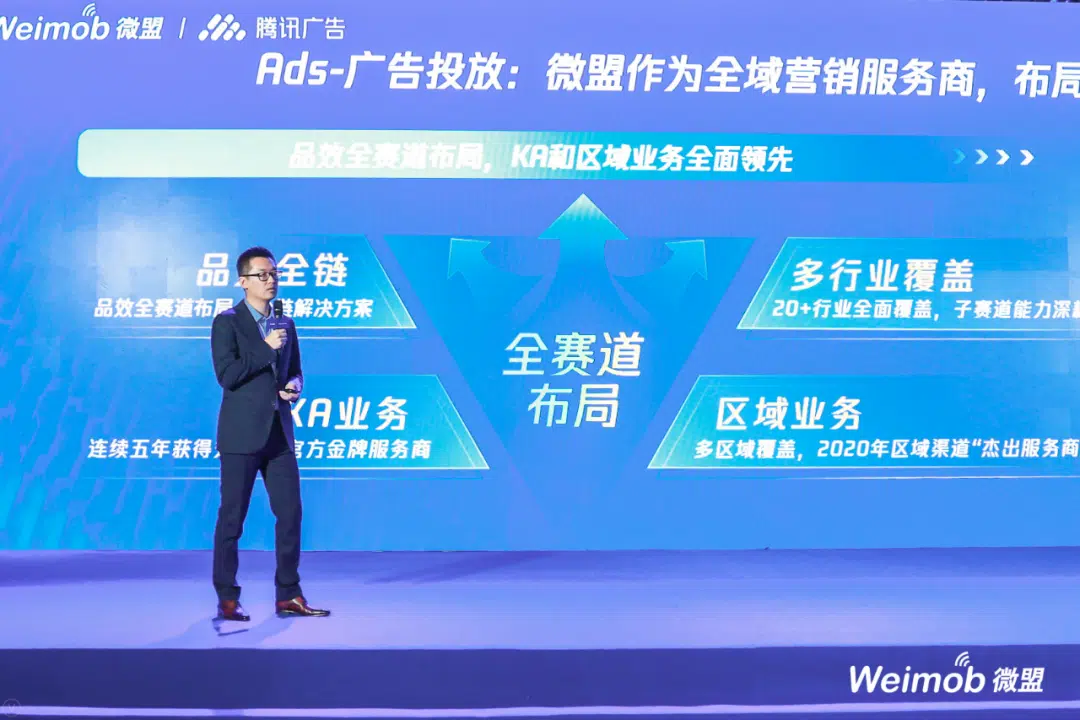 Weimob 微盟 | 腾讯广告
Ads-广告投放：微盟作为全域营销服务商，布局
品效全赛道布局，KA和区域业务全面领先
品 全链
品效全赛道布局 链解决方案
多行业覆盖
20+行业全面覆盖，子赛道能力深
全赛道
布局
KA业务
连续五年获得 官方金牌服务商
区域业务
多区域覆盖，2020年区域渠道“杰出服务商
Weimob 微盟